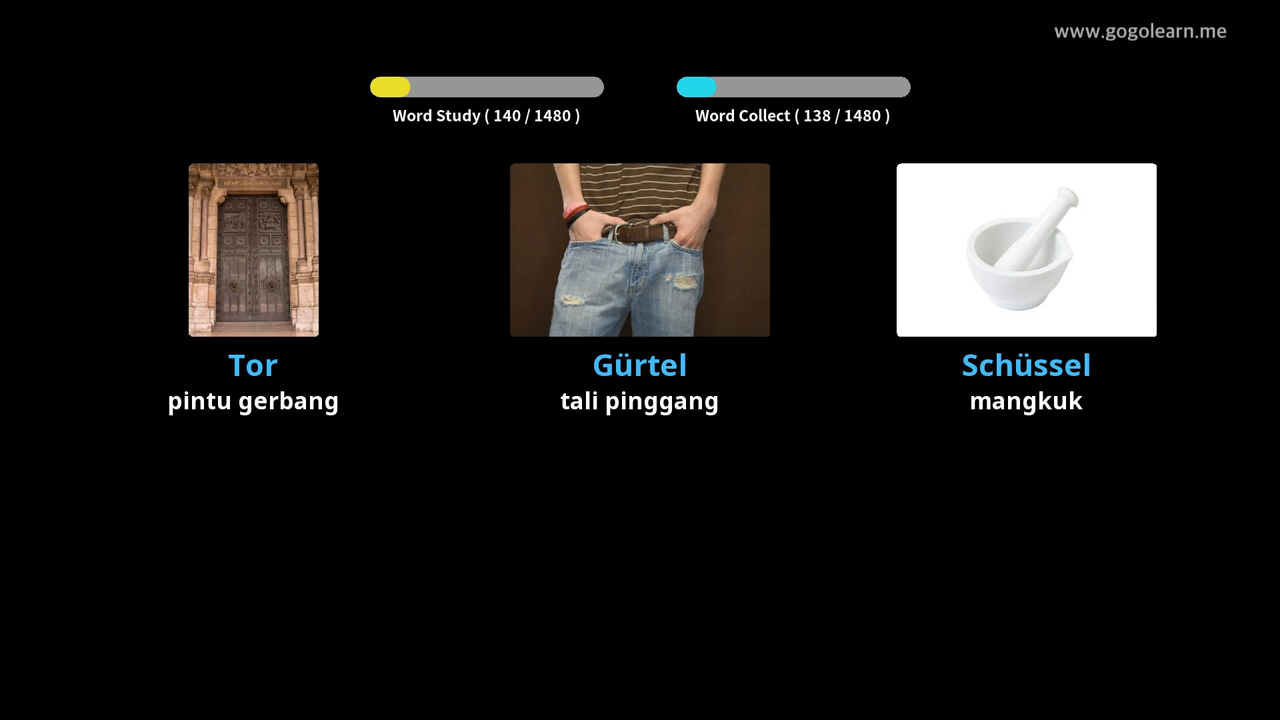 www.gogolearn.me
Word Study ( 140 / 1480 )
Word Collect ( 138 / 1480 )
Tor
pintu gerbang
Gürtel
tali pinggang
Schüssel
mangkuk